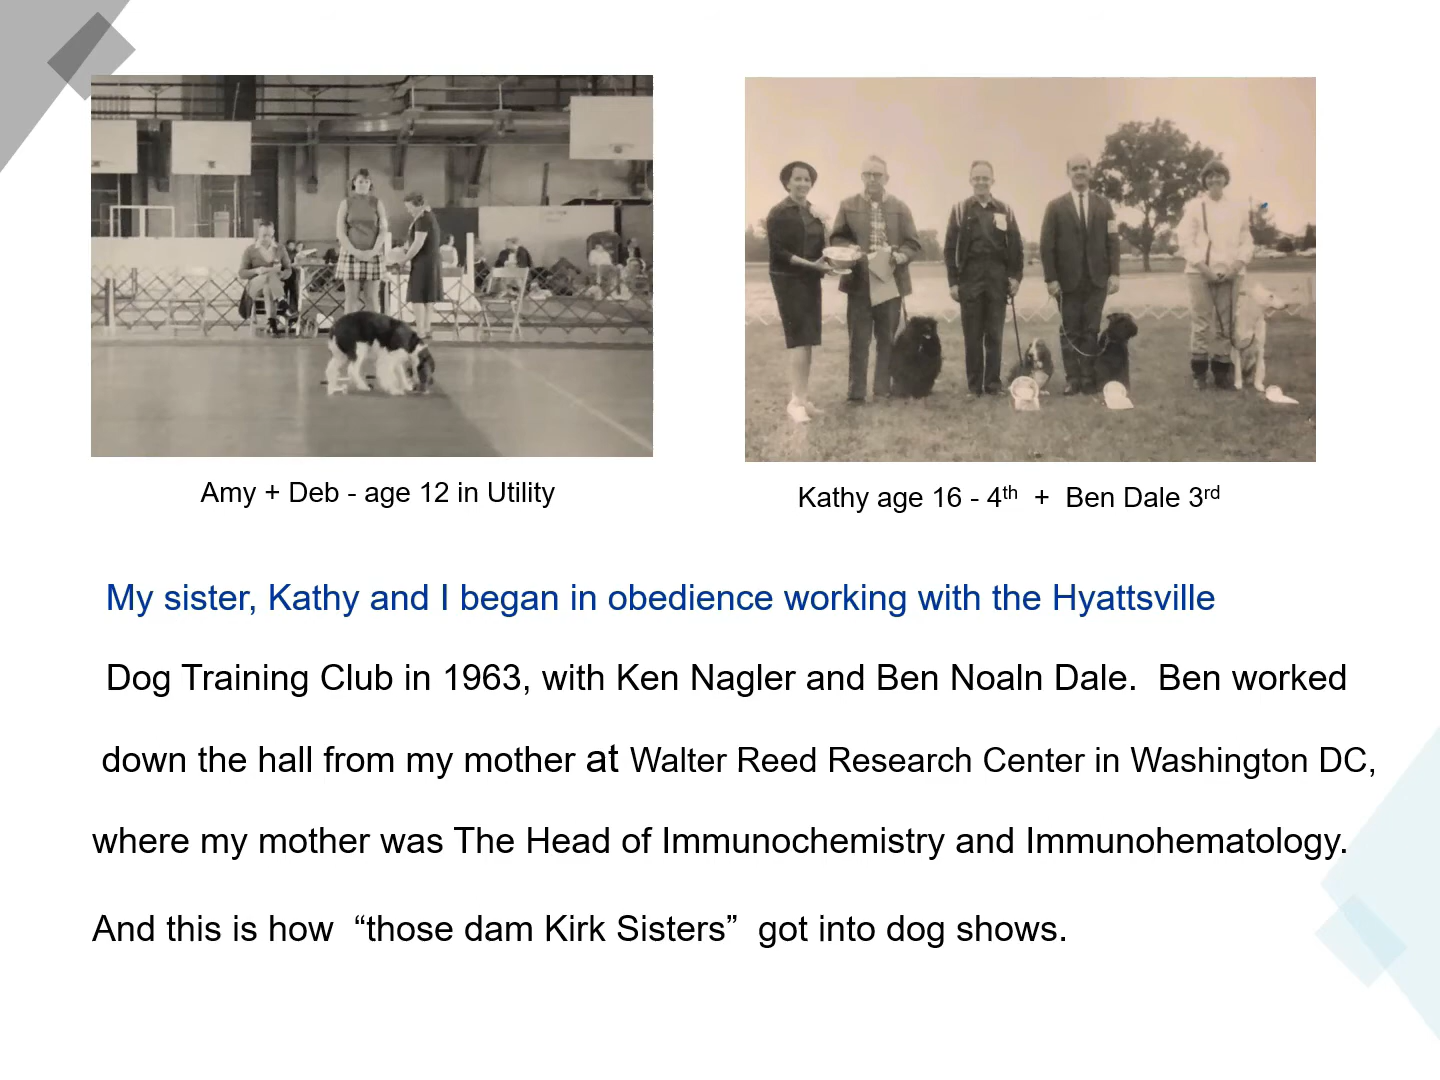 Amy + Deb - age 12 in Utility
Kathy age 16 - 4th + Ben Dale 3rd
My sister, Kathy and I began in obedience working with the Hyattsville
Dog Training Club in 1963, with Ken Nagler and Ben Noaln Dale. Ben worked
down the hall from my mother at Walter Reed Research Center in Washington DC,
where my mother was The Head of Immunochemistry and Immunohematology.
And this is how “those dam Kirk Sisters” got into dog shows.